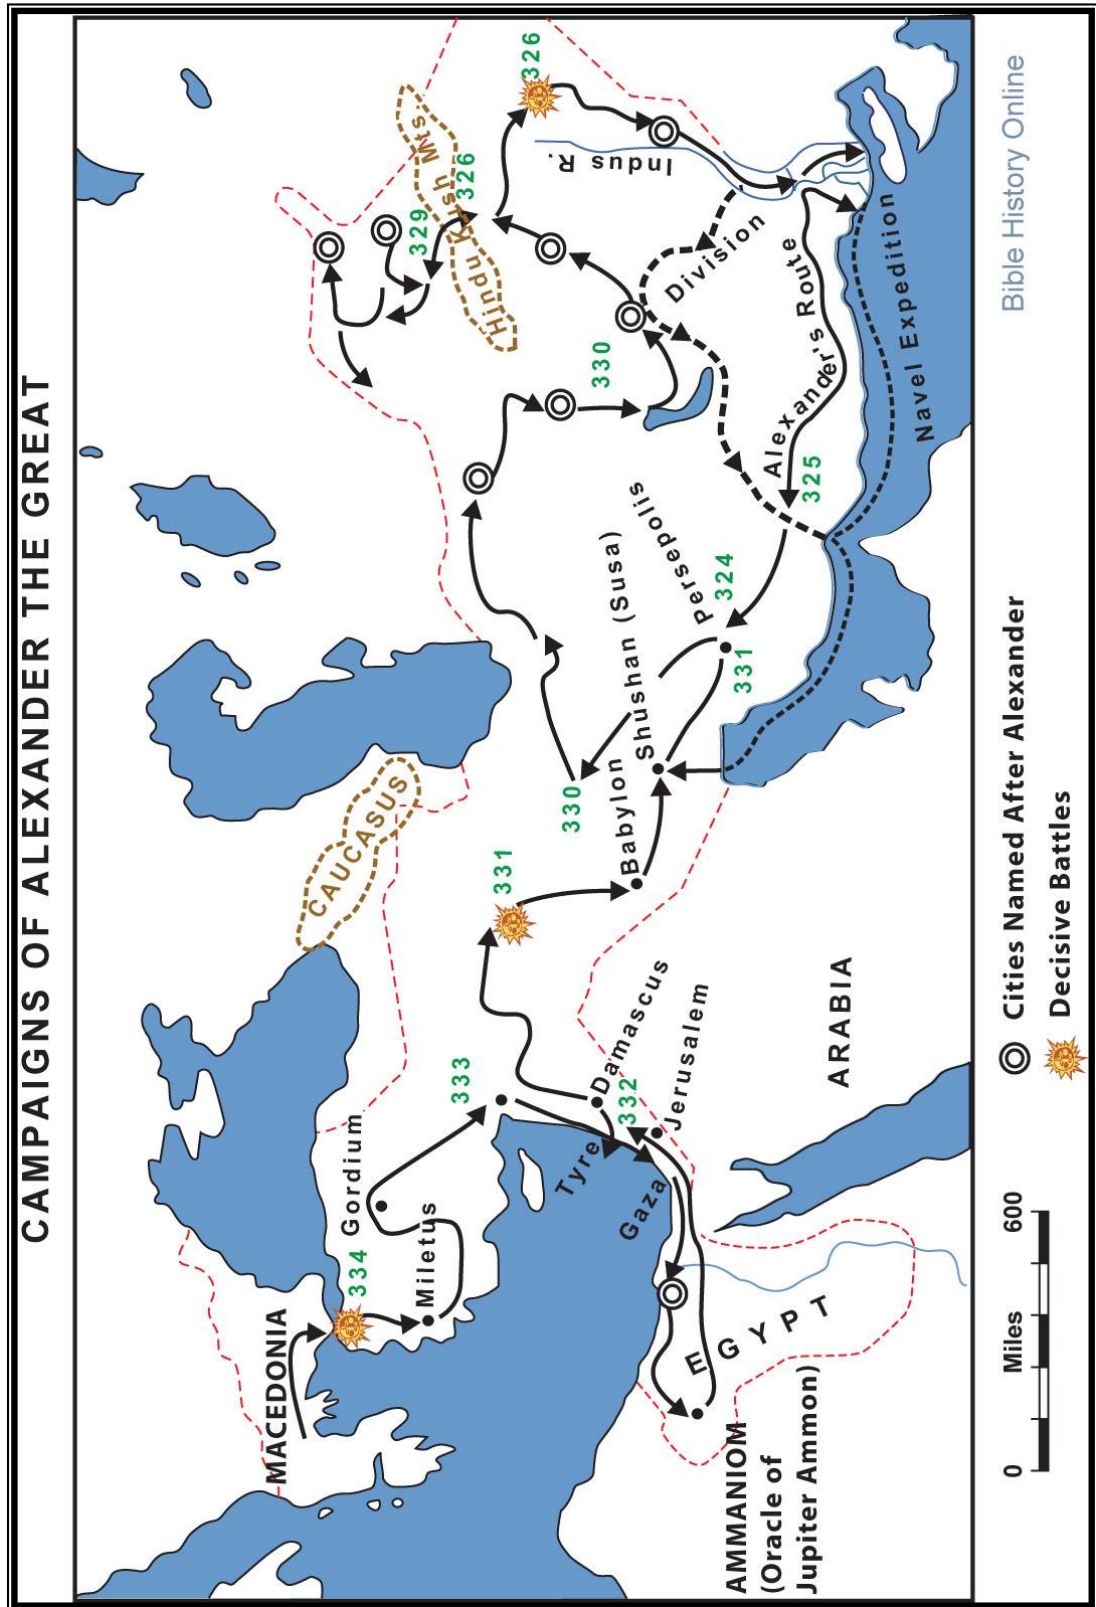 CAMPAIGNS OF ALEXANDER THE GREAT
MACEDONIA
334
Gordium
Miletus
333
CAUCASUS
331
330
Babylon
Shushan (Susa)
Persepolis
324
331
Tyre
Damascus
332
Jerusalem
Gaza
EGYPT
AMMANIOM
(Oracle of
Jupiter Ammon)
ARABIA
329
Hindu Kush Mts.
326
326
Indus R.
330
Division
Alexander's Route
325
Navel Expedition
0 Miles 600
Cities Named After Alexander
Decisive Battles
Bible History Online